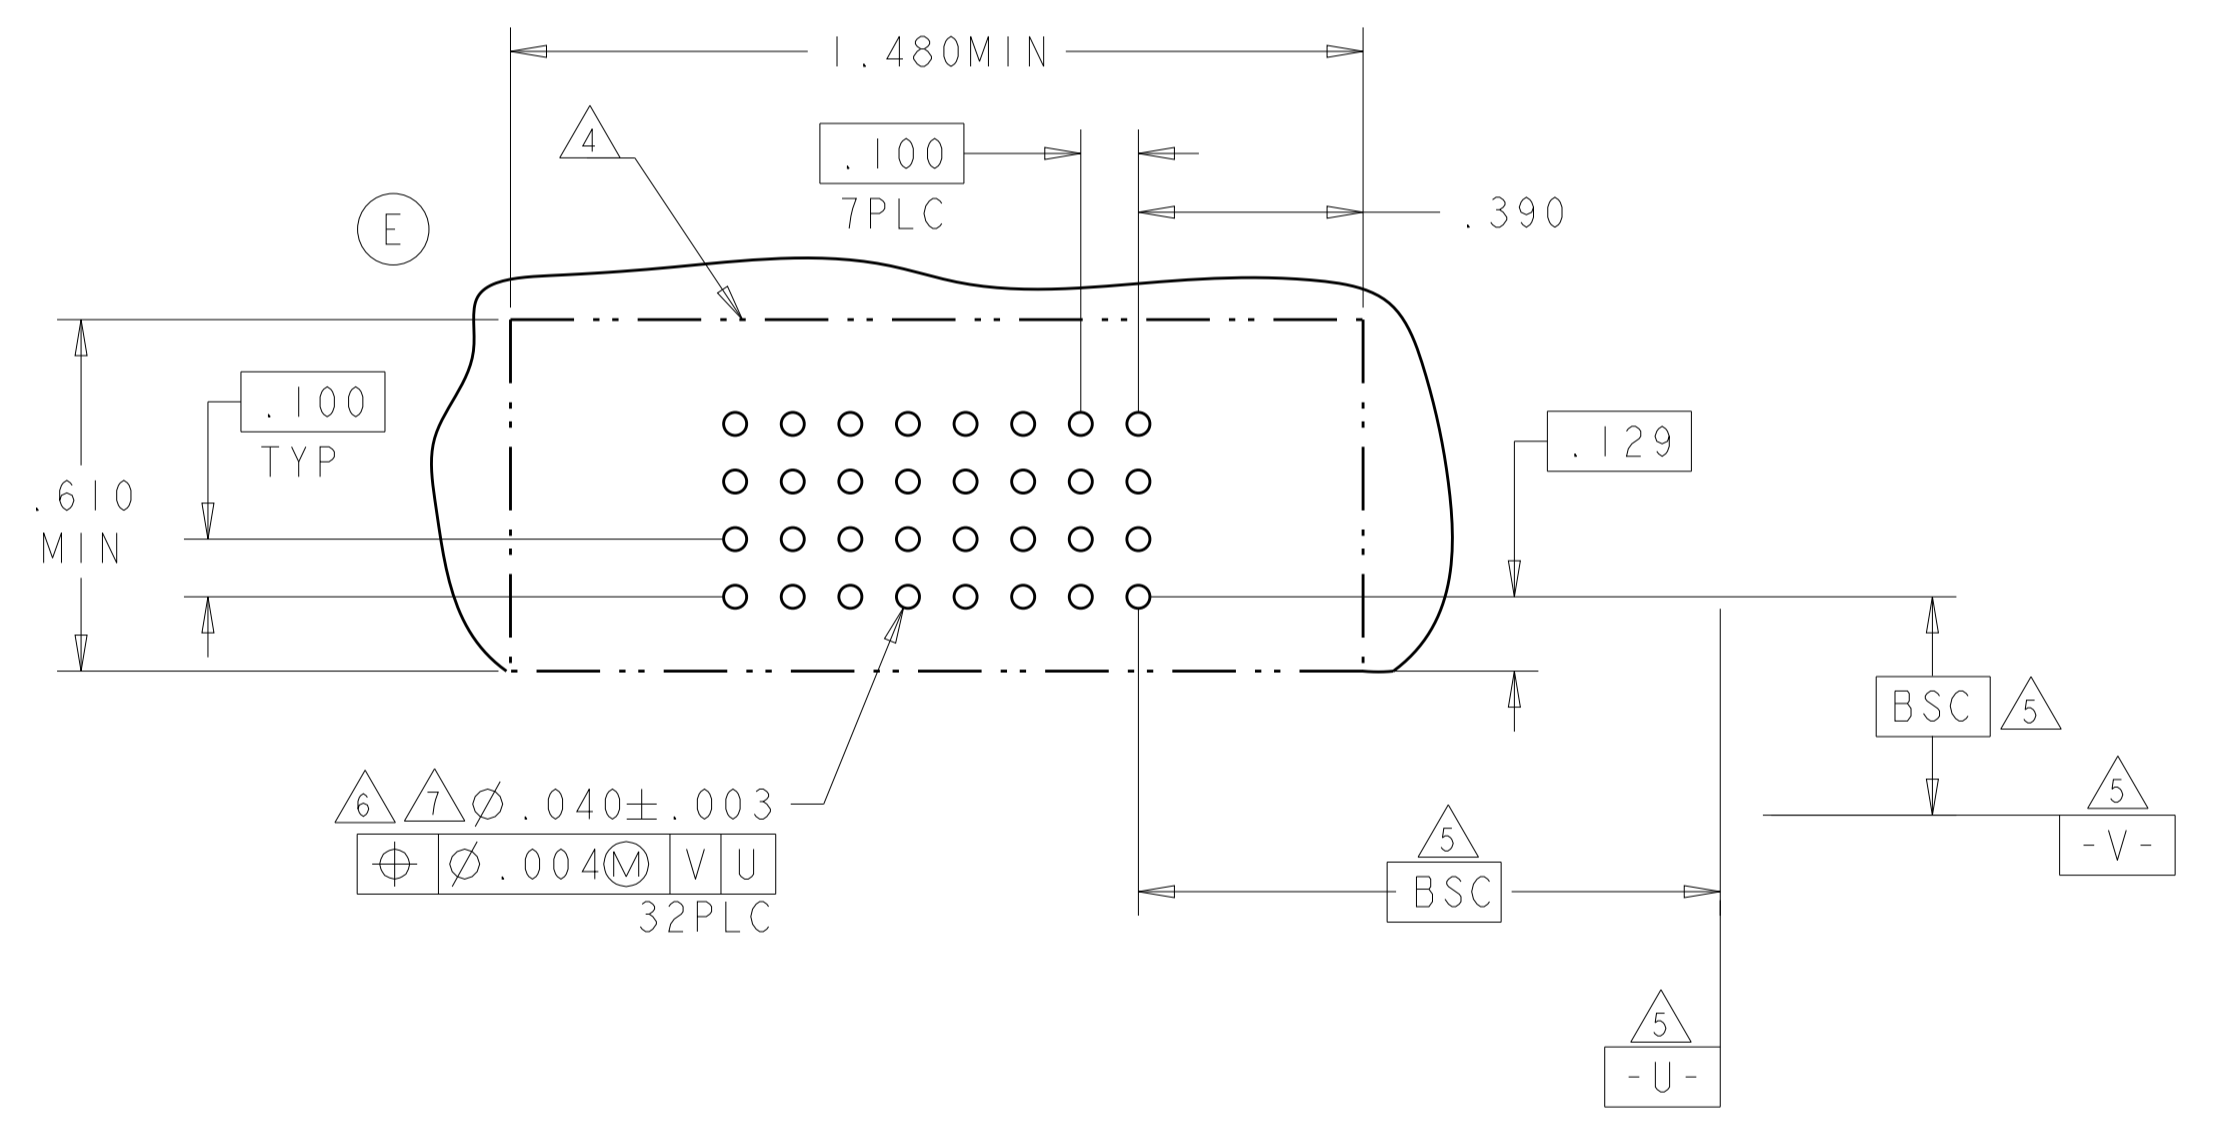 1.480MIN
4
.100
7PLC
E
.390
.100
TYP
.129
.610
MIN
BSC 5
6 7 Ø.040±.003
⌖ Ø.004Ⓜ V U
32PLC
5
-V-
5
BSC
5
-U-